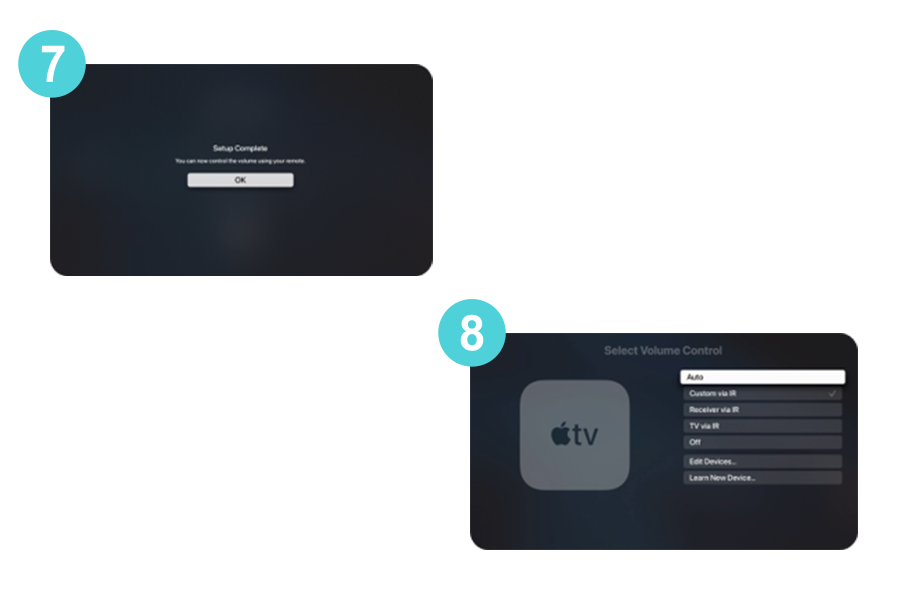 7
Setup Complete
You can now control the volume using your remote.
OK
8
Select Volume Control
Auto
Custom via IR
Receiver via IR
TV via IR
Off
Edit Devices...
Learn New Device...
tv